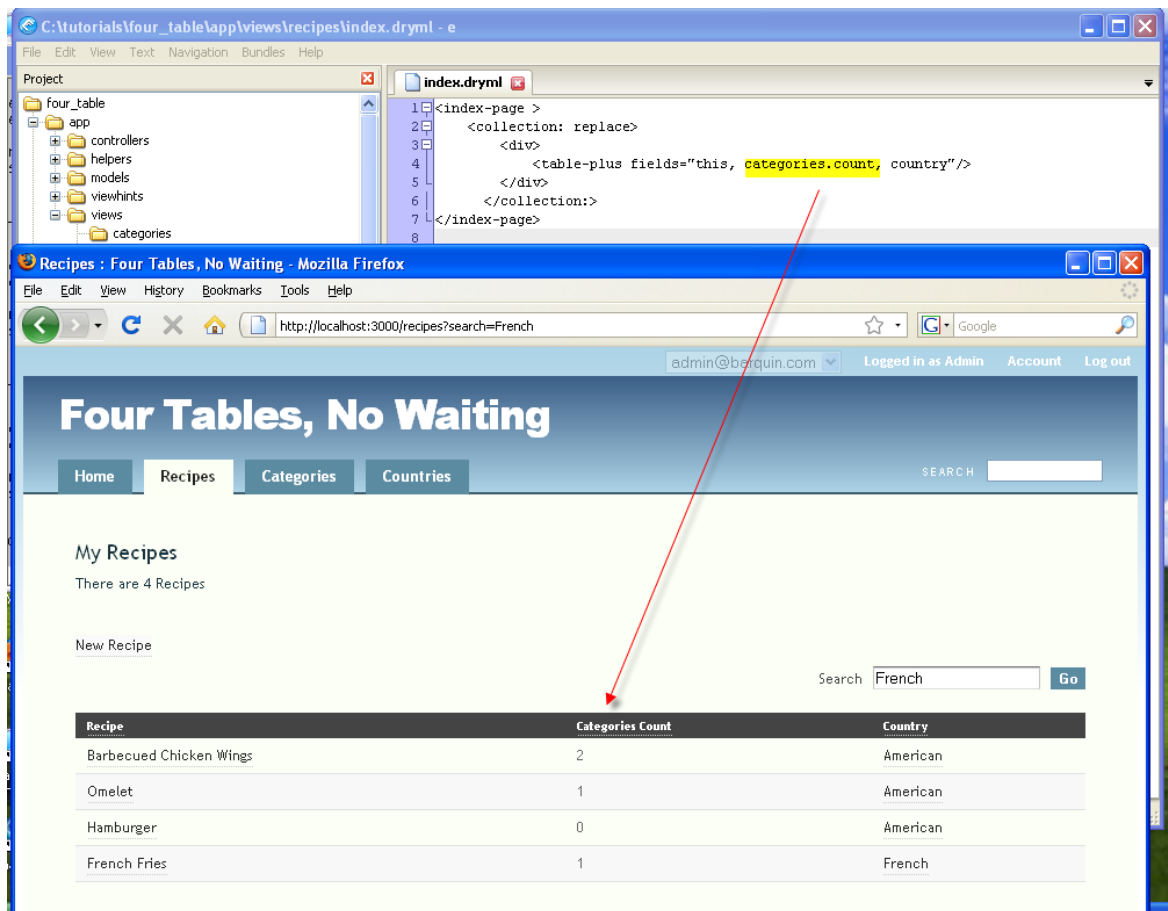 C:\tutorials\four_table\app\views\recipes\index.dryml - e
File Edit View Text Navigation Bundles Help
Project
four_table
app
controllers
helpers
models
viewhints
views
categories
index.dryml
1 <index-page >
2 <collection: replace>
3 <div>
4 <table-plus fields="this, categories.count, country"/>
5 </div>
6 </collection:>
7 </index-page>
8
Recipes : Four Tables, No Waiting - Mozilla Firefox
File Edit View History Bookmarks Tools Help
http://localhost:3000/recipes?search=French
G Google
admin@barquin.com Logged in as Admin Account Log out
Four Tables, No Waiting
Home Recipes Categories Countries SEARCH
My Recipes
There are 4 Recipes
New Recipe
Search French Go
Recipe Categories Count Country
Barbecued Chicken Wings 2 American
Omelet 1 American
Hamburger 0 American
French Fries 1 French